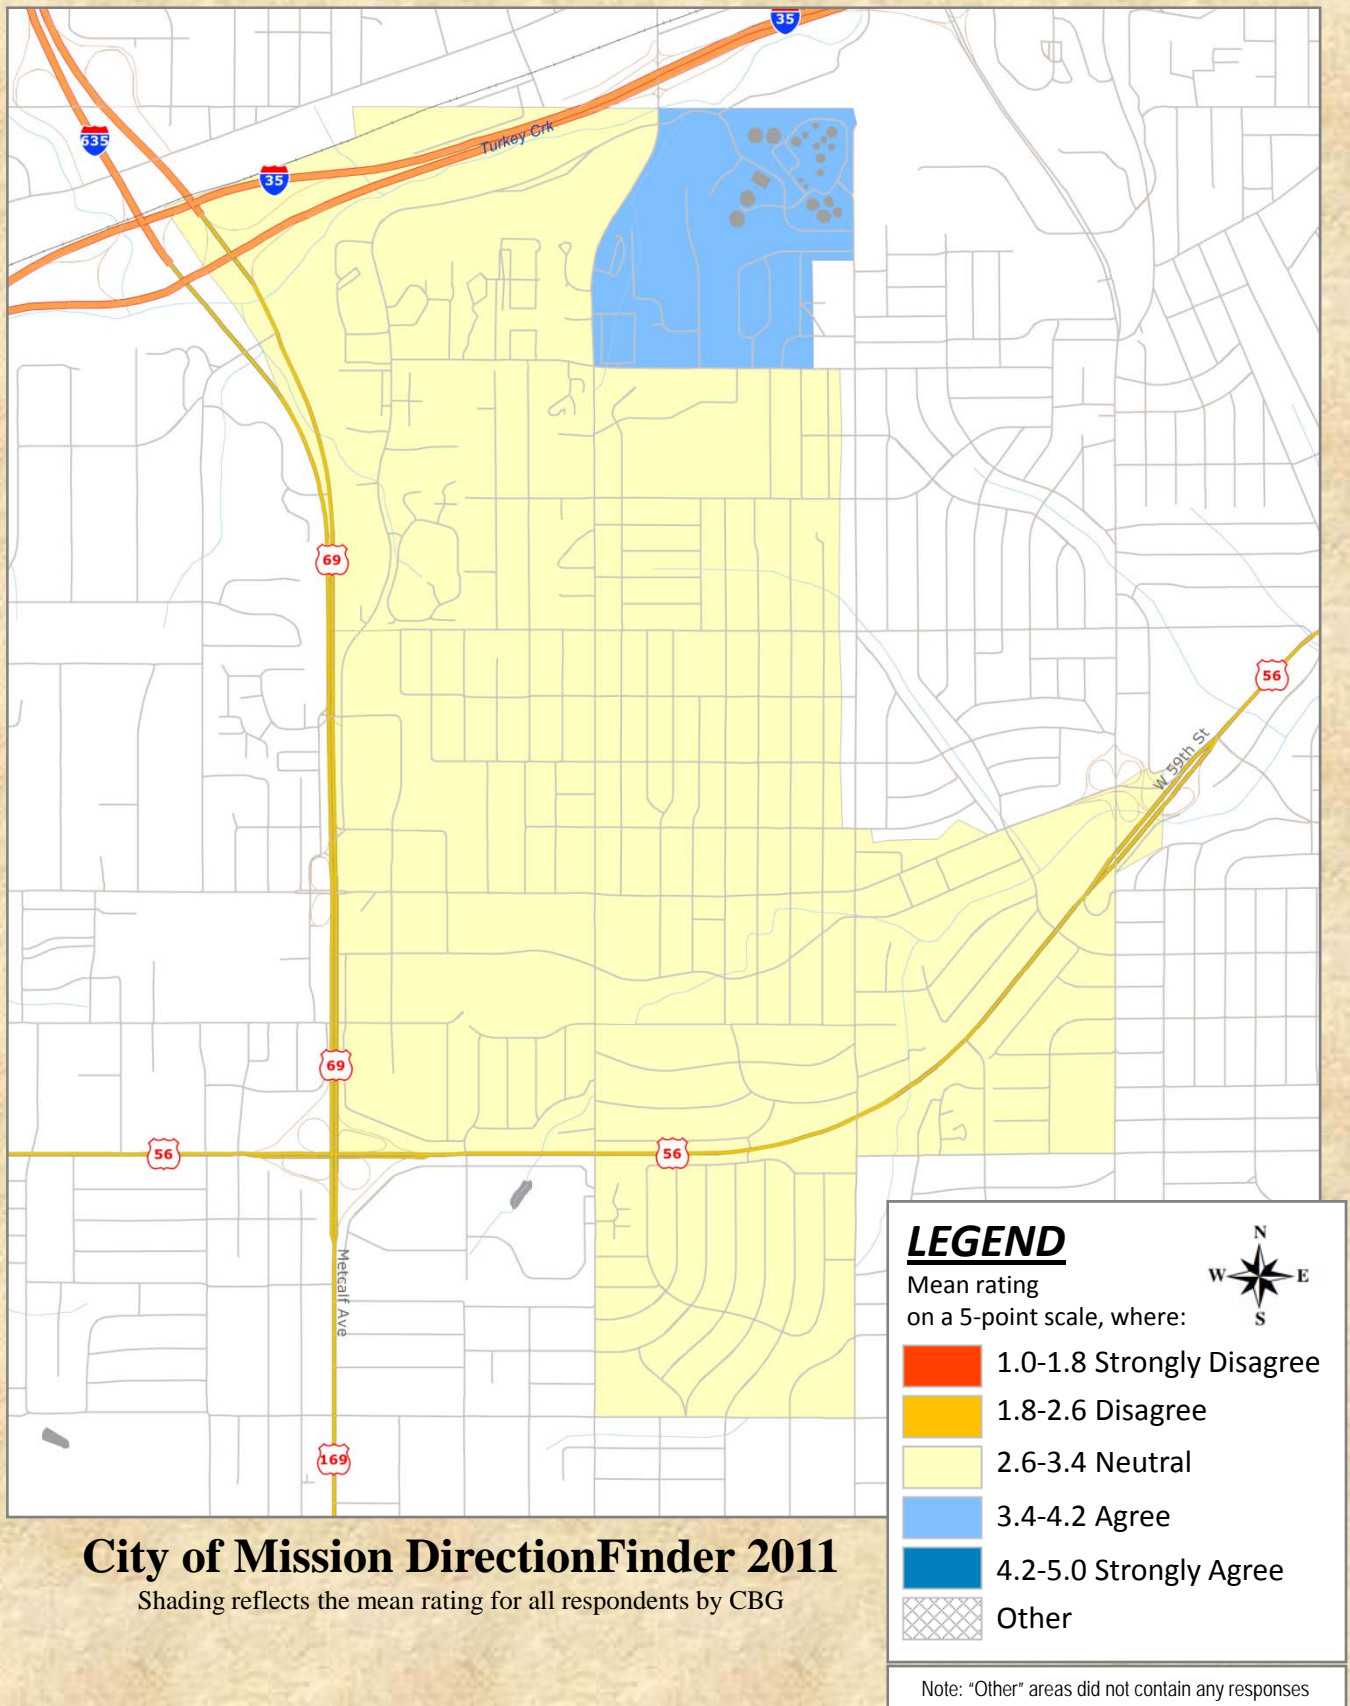 35
635
35
Turkey Crk
69
56
W 59th St
69
56
56
Metcalf Ave
169
LEGEND
Mean rating
on a 5-point scale, where:
N
W
E
S
1.0-1.8 Strongly Disagree
1.8-2.6 Disagree
2.6-3.4 Neutral
3.4-4.2 Agree
4.2-5.0 Strongly Agree
Other
Note: "Other" areas did not contain any responses
City of Mission DirectionFinder 2011
Shading reflects the mean rating for all respondents by CBG